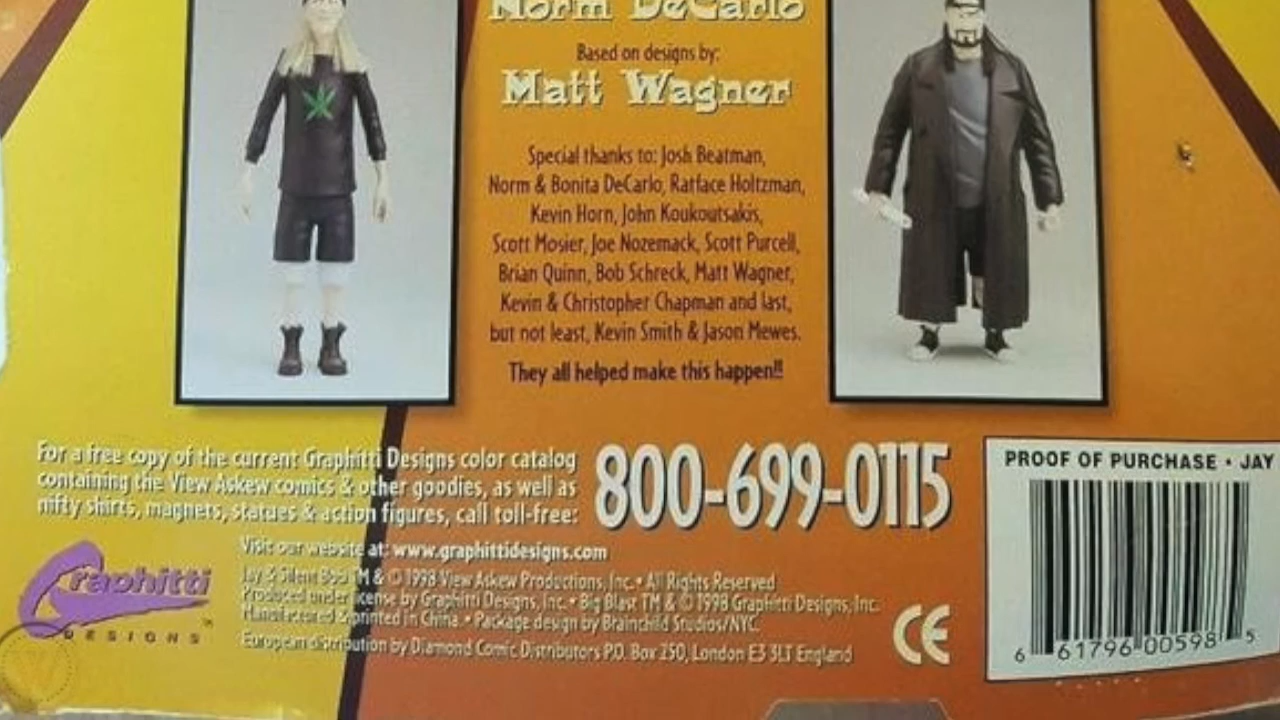 Norm DeCarlo
Based on designs by:
Matt Wagner
Special thanks to: Josh Beatman,
Norm & Bonita DeCarlo, Ratface Holtzman,
Kevin Horn, John Koukoutsakis,
Scott Mosier, Joe Nozemack, Scott Purcell,
Brian Quinn, Bob Schreck, Matt Wagner,
Kevin & Christopher Chapman and last,
but not least, Kevin Smith & Jason Mewes.
They all helped make this happen!!
For a free copy of the current Graphitti Designs color catalog
containing the View Askew comics & other goodies, as well as
nifty shirts, magnets, statues & action figures, call toll-free:
800-699-0115
Visit our website at: www.graphittidesigns.com
Jay & Silent Bob TM & © 1998 View Askew Productions, Inc. • All Rights Reserved
Produced under license by Graphitti Designs, Inc. • Big Blast TM & © 1998 Graphitti Designs, Inc.
Manufactured & printed in China. • Package design by Brainchild Studios/NYC.
European distribution by Diamond Comic Distributors P.O. Box 250, London E3 3LT England
Graphitti
DESIGNS
CE
PROOF OF PURCHASE • JAY
6 61796 00598 5